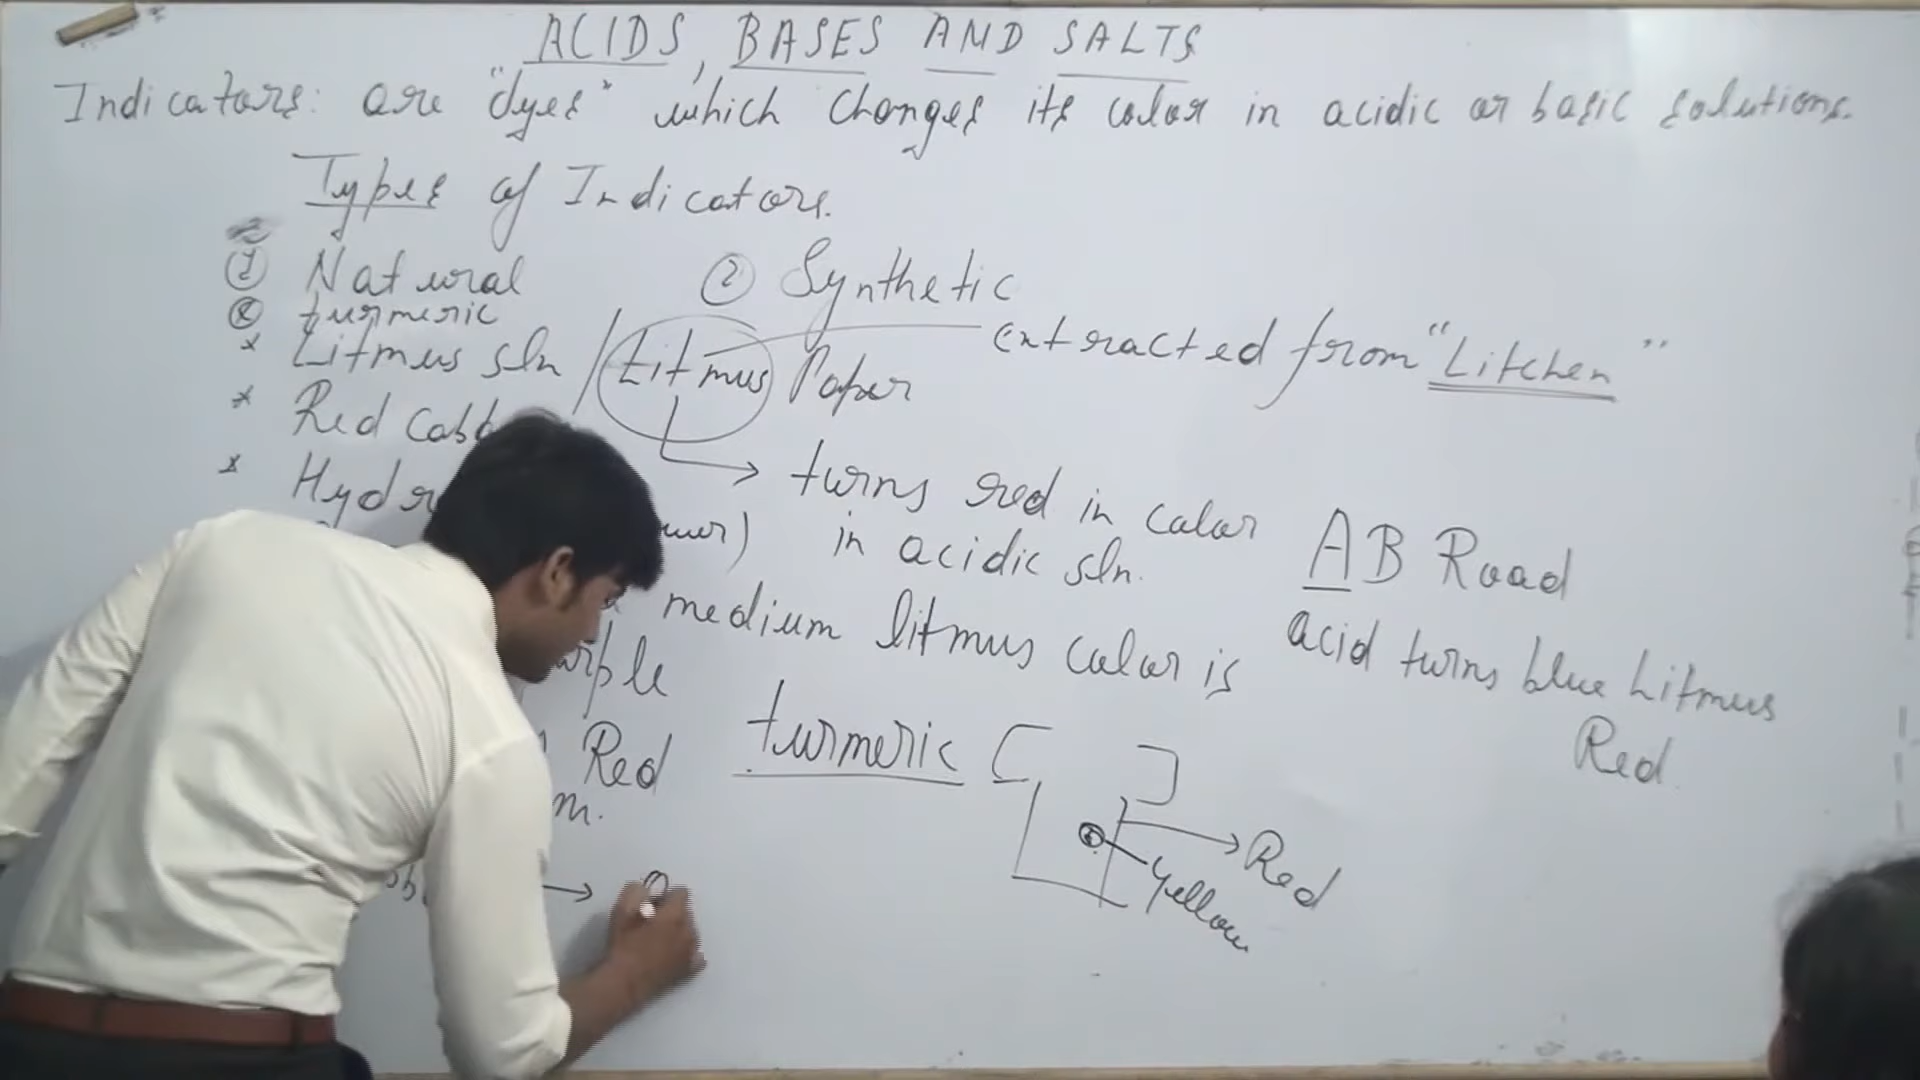 ACIDS, BASES AND SALTS
Indicators: are "dyes" which changes its color in acidic or basic solutions.
Types of Indicators.
① Natural ② Synthetic
turmeric
* Litmus sln / Litmus Paper extracted from "Litchen"
* Red Cabb
* Hydr
turns red in color
in acidic sln.
medium litmus color is
Red
turmeric
Red
yellow
AB Road
acid turns blue Litmus
Red